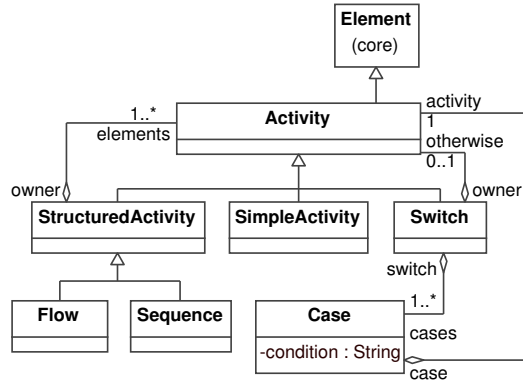 Element
(core)
1..*
elements
Activity
activity
1
otherwise
0..1
owner
owner
StructuredActivity
SimpleActivity
Switch
switch
1..*
Flow
Sequence
Case
cases
-condition : String
case